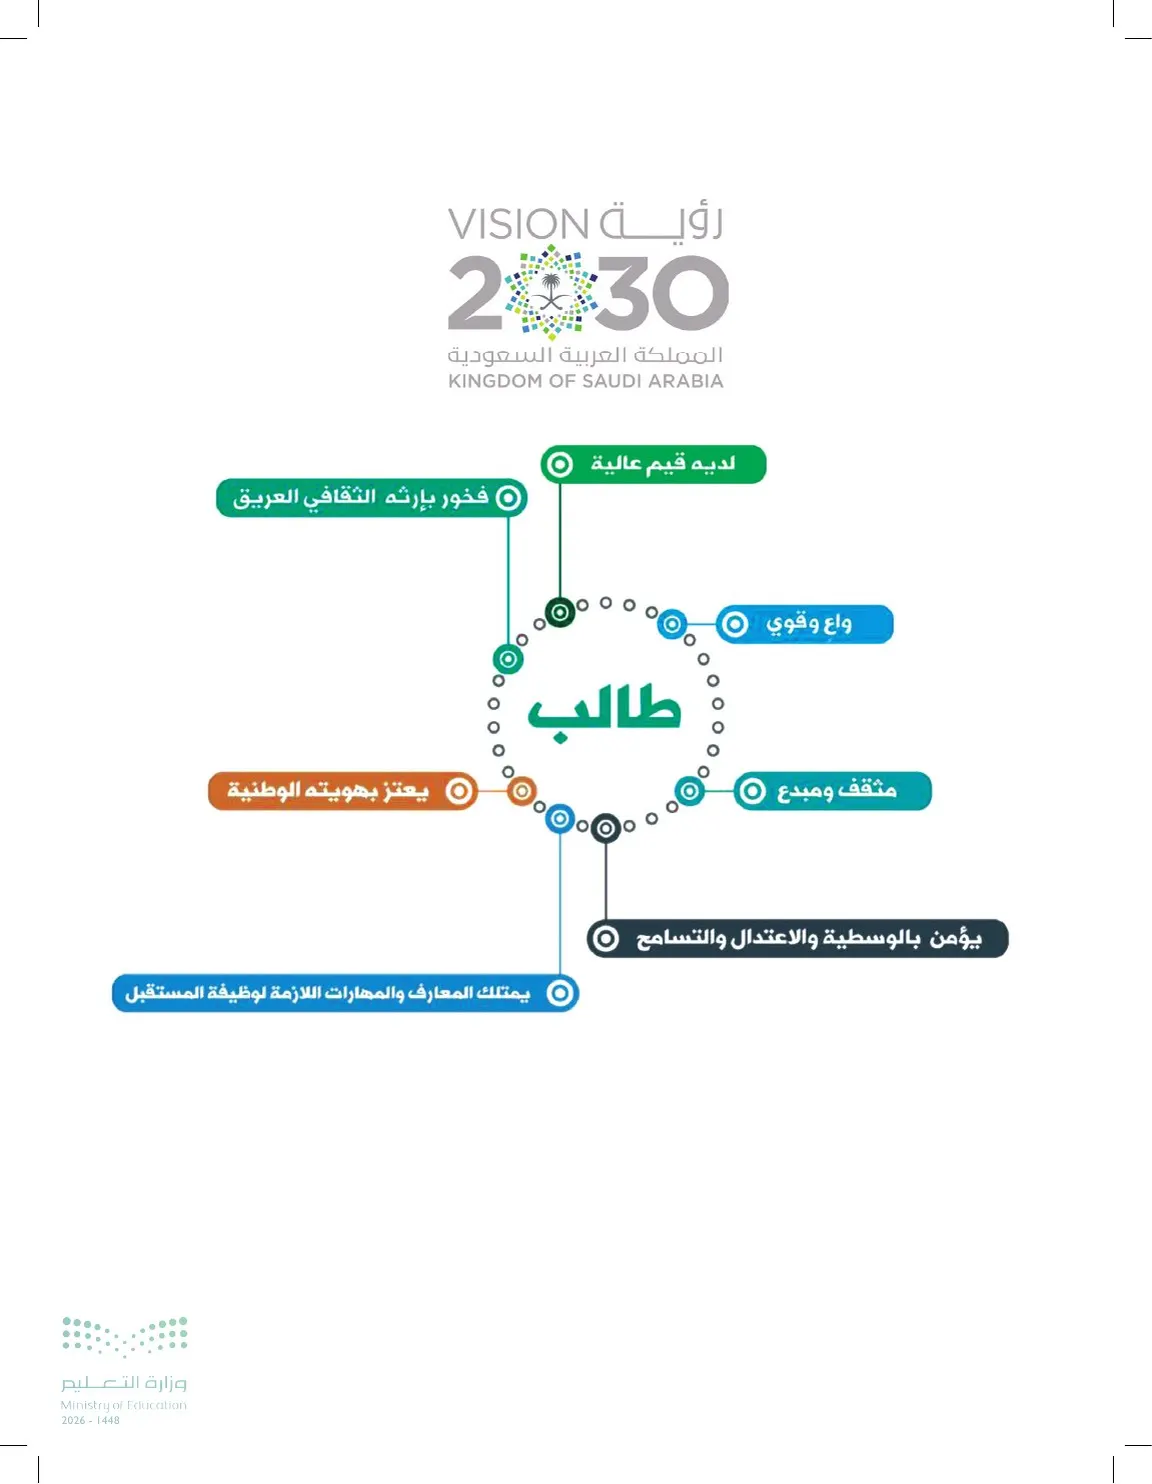 VISION رؤيــة
2030
المملكة العربية السعودية
KINGDOM OF SAUDI ARABIA
لديه قيم عالية
فخور بإرثه الثقافي العريق
واعٍ وقوي
طالب
مثقف ومبدع
يعتز بهويته الوطنية
يؤمن بالوسطية والاعتدال والتسامح
يمتلك المعارف والمهارات اللازمة لوظيفة المستقبل
وزارة التعليم
Ministry of Education
2026 - 1448